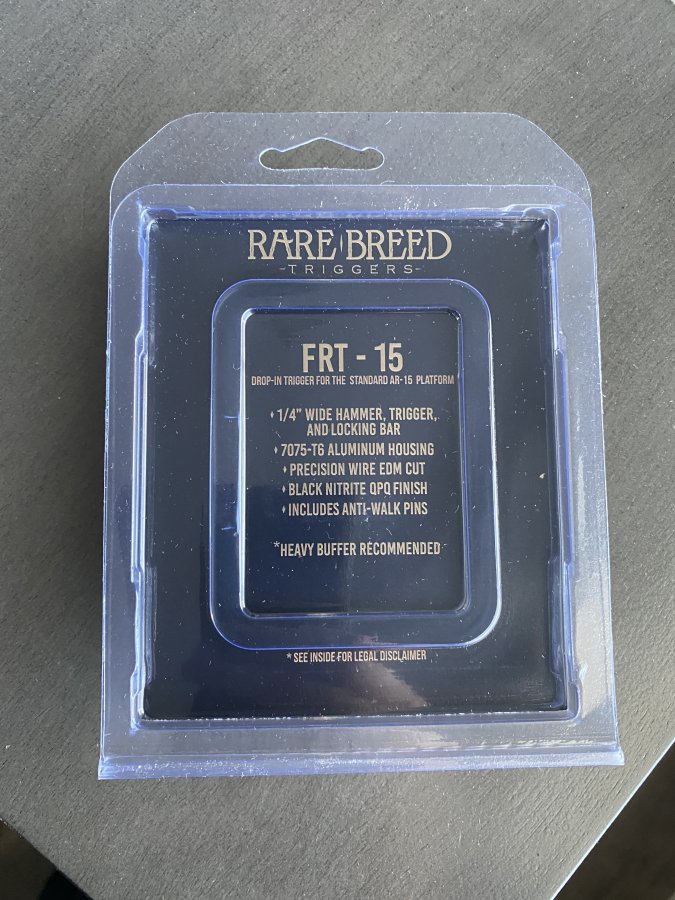 RARE BREED
-TRIGGERS-
FRT - 15
DROP-IN TRIGGER FOR THE STANDARD AR-15 PLATFORM
♦ 1/4" WIDE HAMMER, TRIGGER,
AND LOCKING BAR
♦ 7075-T6 ALUMINUM HOUSING
♦ PRECISION WIRE EDM CUT
♦ BLACK NITRITE QPQ FINISH
♦ INCLUDES ANTI-WALK PINS
*HEAVY BUFFER RECOMMENDED
* SEE INSIDE FOR LEGAL DISCLAIMER